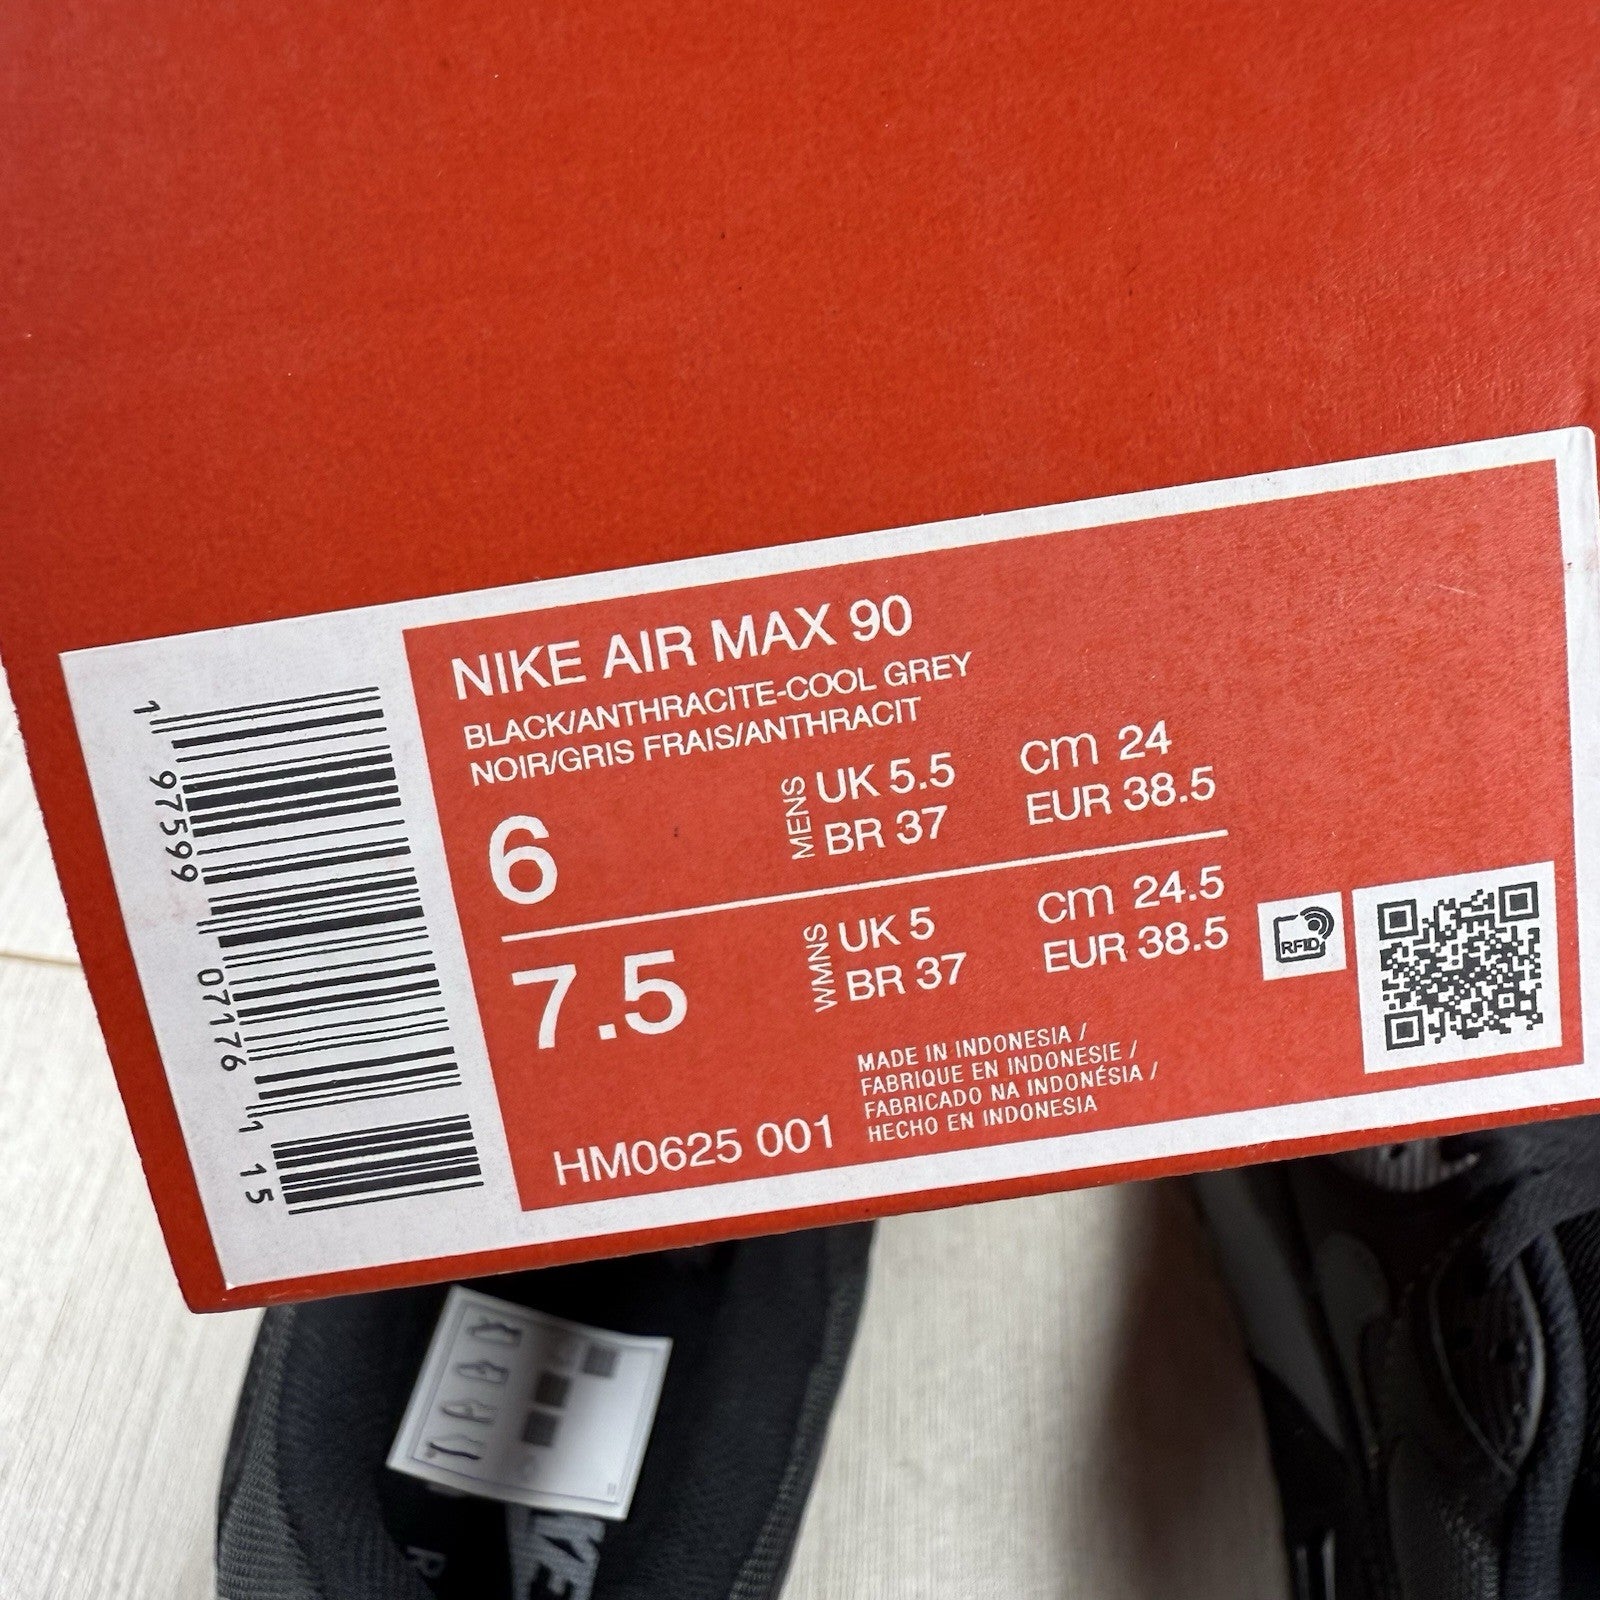 NIKE AIR MAX 90
BLACK/ANTHRACITE-COOL GREY
NOIR/GRIS FRAIS/ANTHRACIT
6
MENS
UK 5.5
BR 37
cm 24
EUR 38.5
7.5
WMNS
UK 5
BR 37
cm 24.5
EUR 38.5
RFID
MADE IN INDONESIA /
FABRIQUE EN INDONESIE /
FABRICADO NA INDONÉSIA /
HECHO EN INDONESIA
HM0625 001
1 97599 07176 1 15